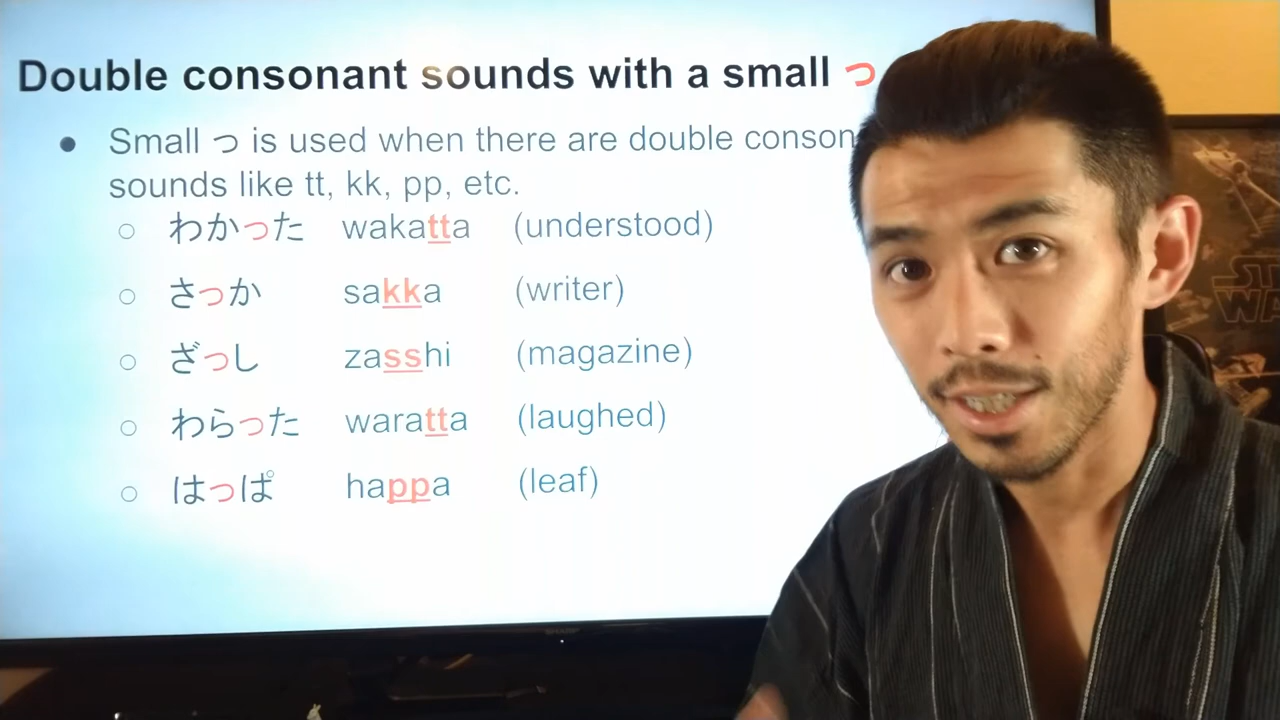 Double consonant sounds with a small っ
● Small っ is used when there are double conson
sounds like tt, kk, pp, etc.
○ わかった wakatta (understood)
○ さっか sakka (writer)
○ ざっし zasshi (magazine)
○ わらった waratta (laughed)
○ はっぱ happa (leaf)
STAR
WA